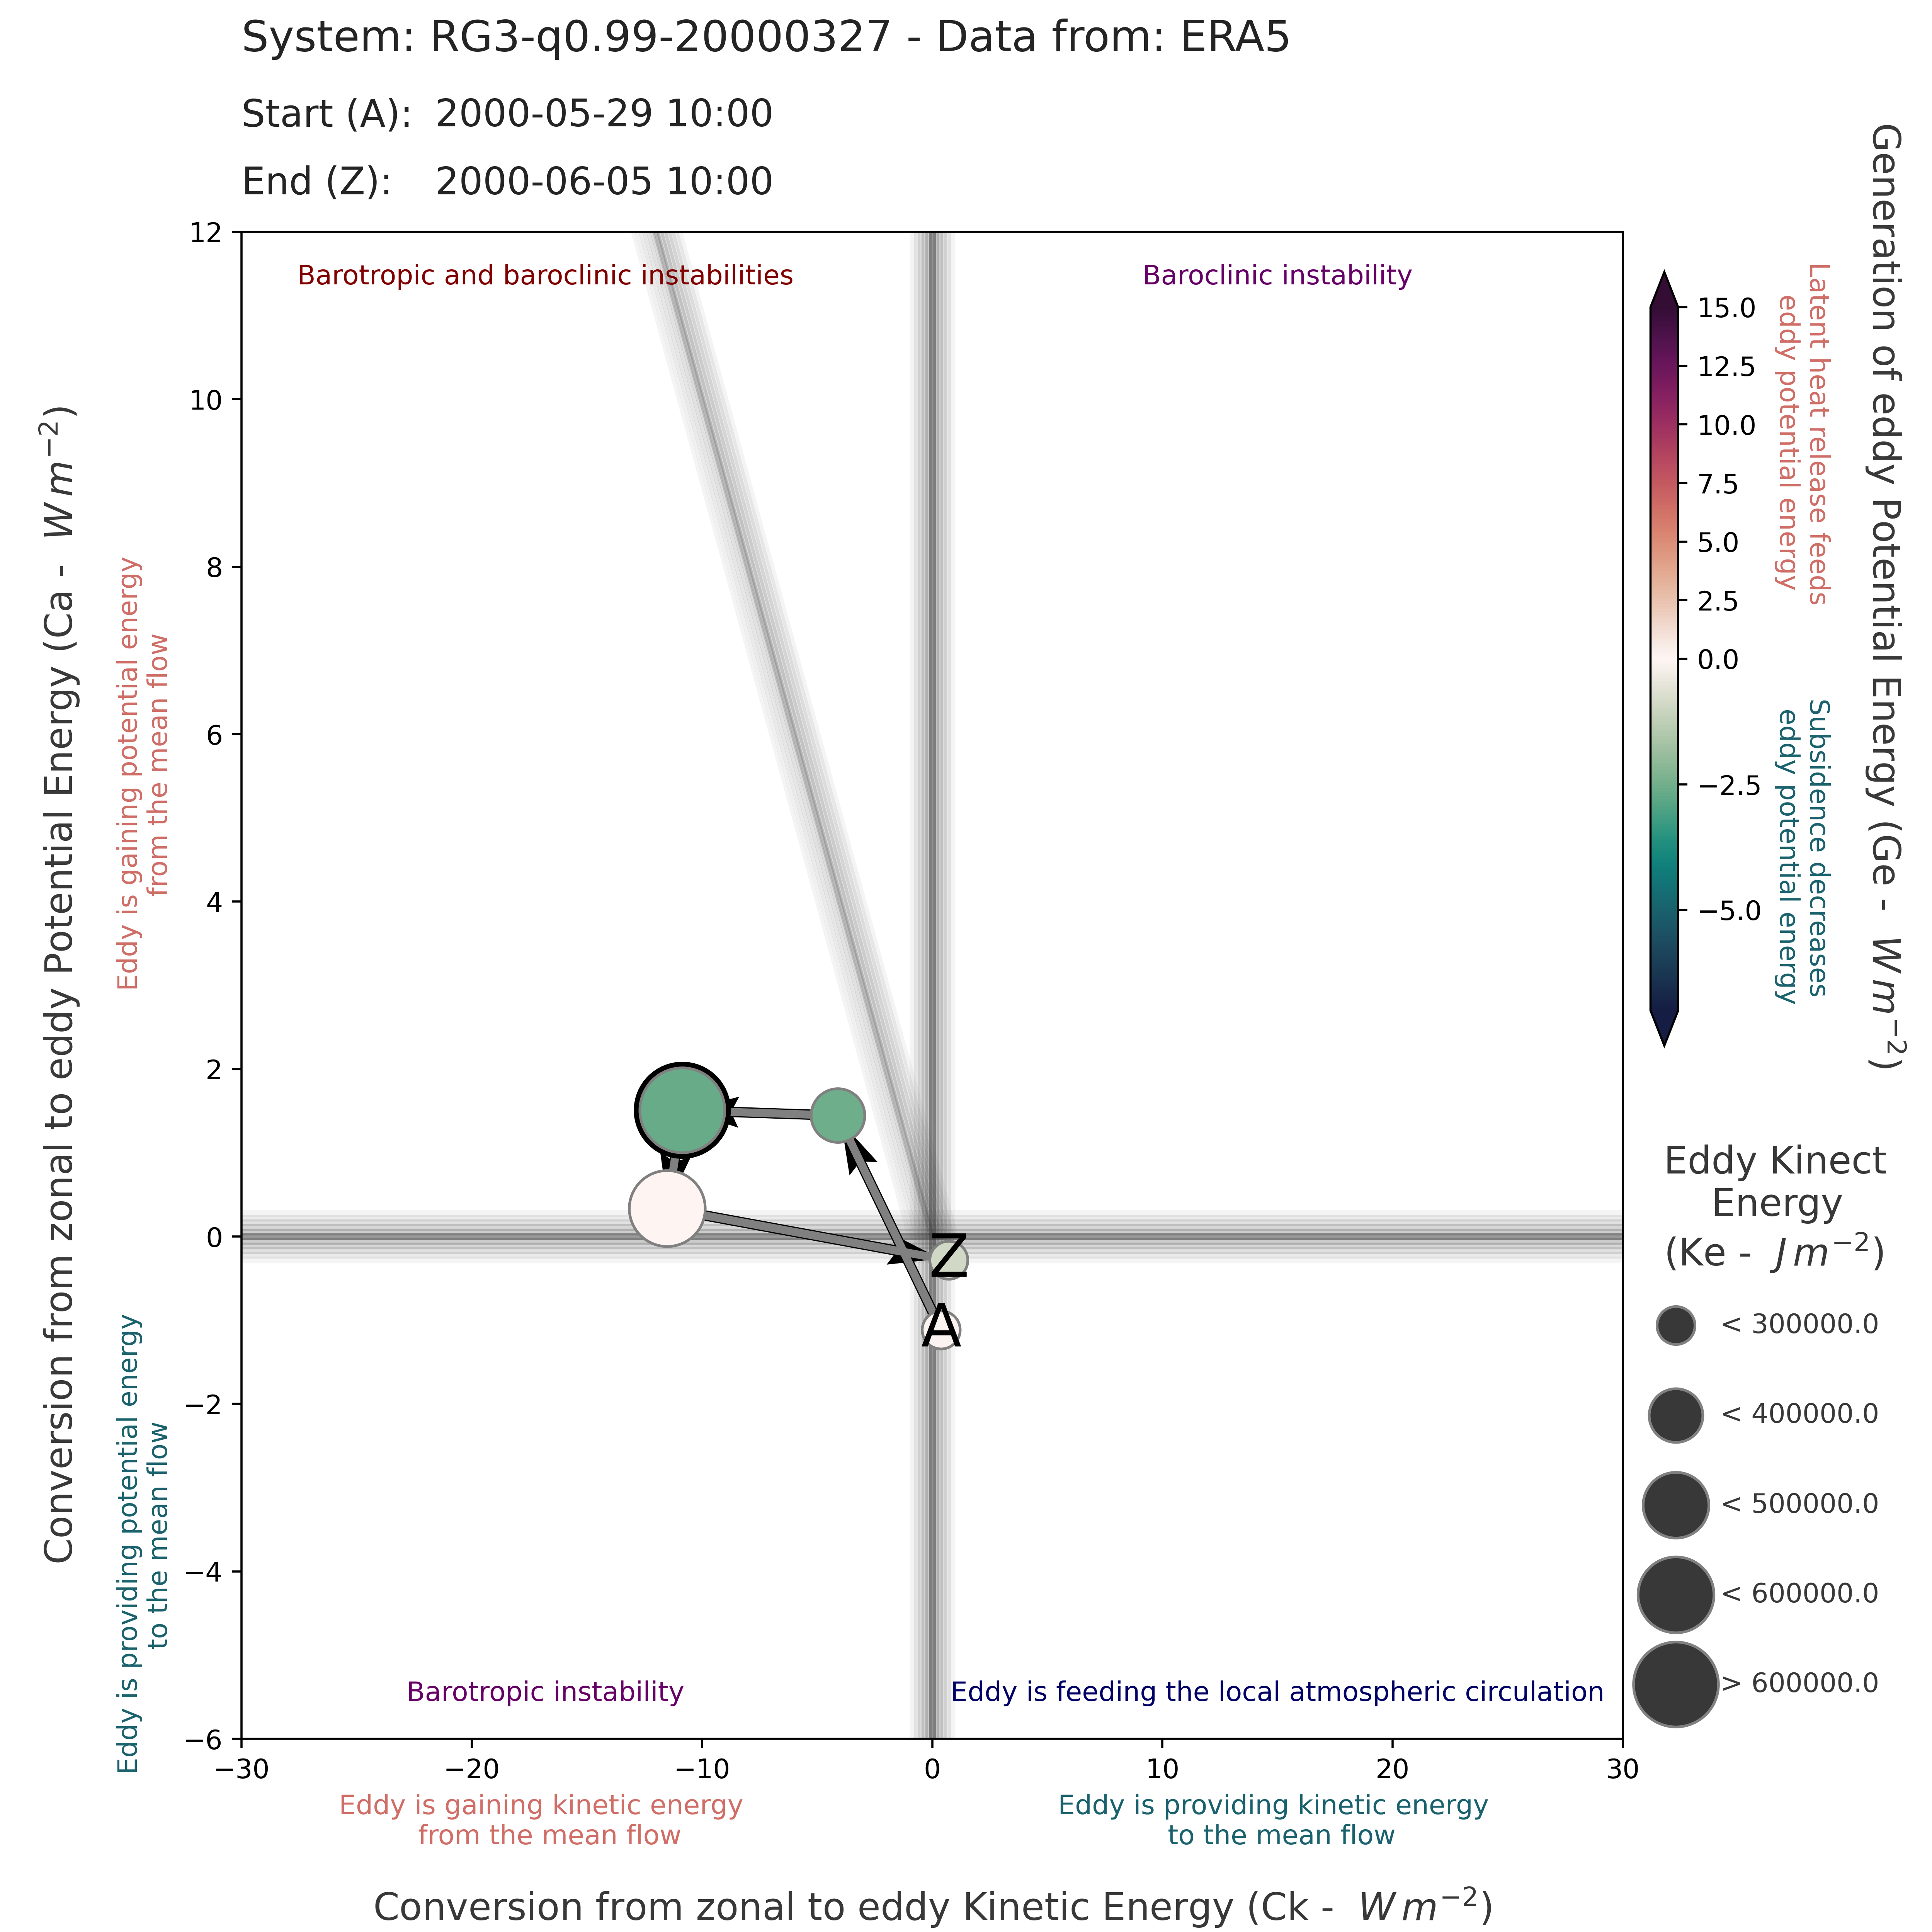 System: RG3-q0.99-20000327 - Data from: ERA5
Start (A): 2000-05-29 10:00
End (Z): 2000-06-05 10:00
Conversion from zonal to eddy Potential Energy (Ca - W m⁻²)
Eddy is gaining potential energy
from the mean flow
Eddy is providing potential energy
to the mean flow
12
10
8
6
4
2
0
−2
−4
−6
Barotropic and baroclinic instabilities
Baroclinic instability
Z
A
Barotropic instability
Eddy is feeding the local atmospheric circulation
−30
−20
−10
0
10
20
30
Eddy is gaining kinetic energy
from the mean flow
Eddy is providing kinetic energy
to the mean flow
Conversion from zonal to eddy Kinetic Energy (Ck - W m⁻²)
15.0
12.5
10.0
7.5
5.0
2.5
0.0
−2.5
−5.0
Latent heat release feeds
eddy potential energy
Subsidence decreases
eddy potential energy
Generation of eddy Potential Energy (Ge - W m⁻²)
Eddy Kinect
Energy
(Ke - J m⁻²)
< 300000.0
< 400000.0
< 500000.0
< 600000.0
> 600000.0